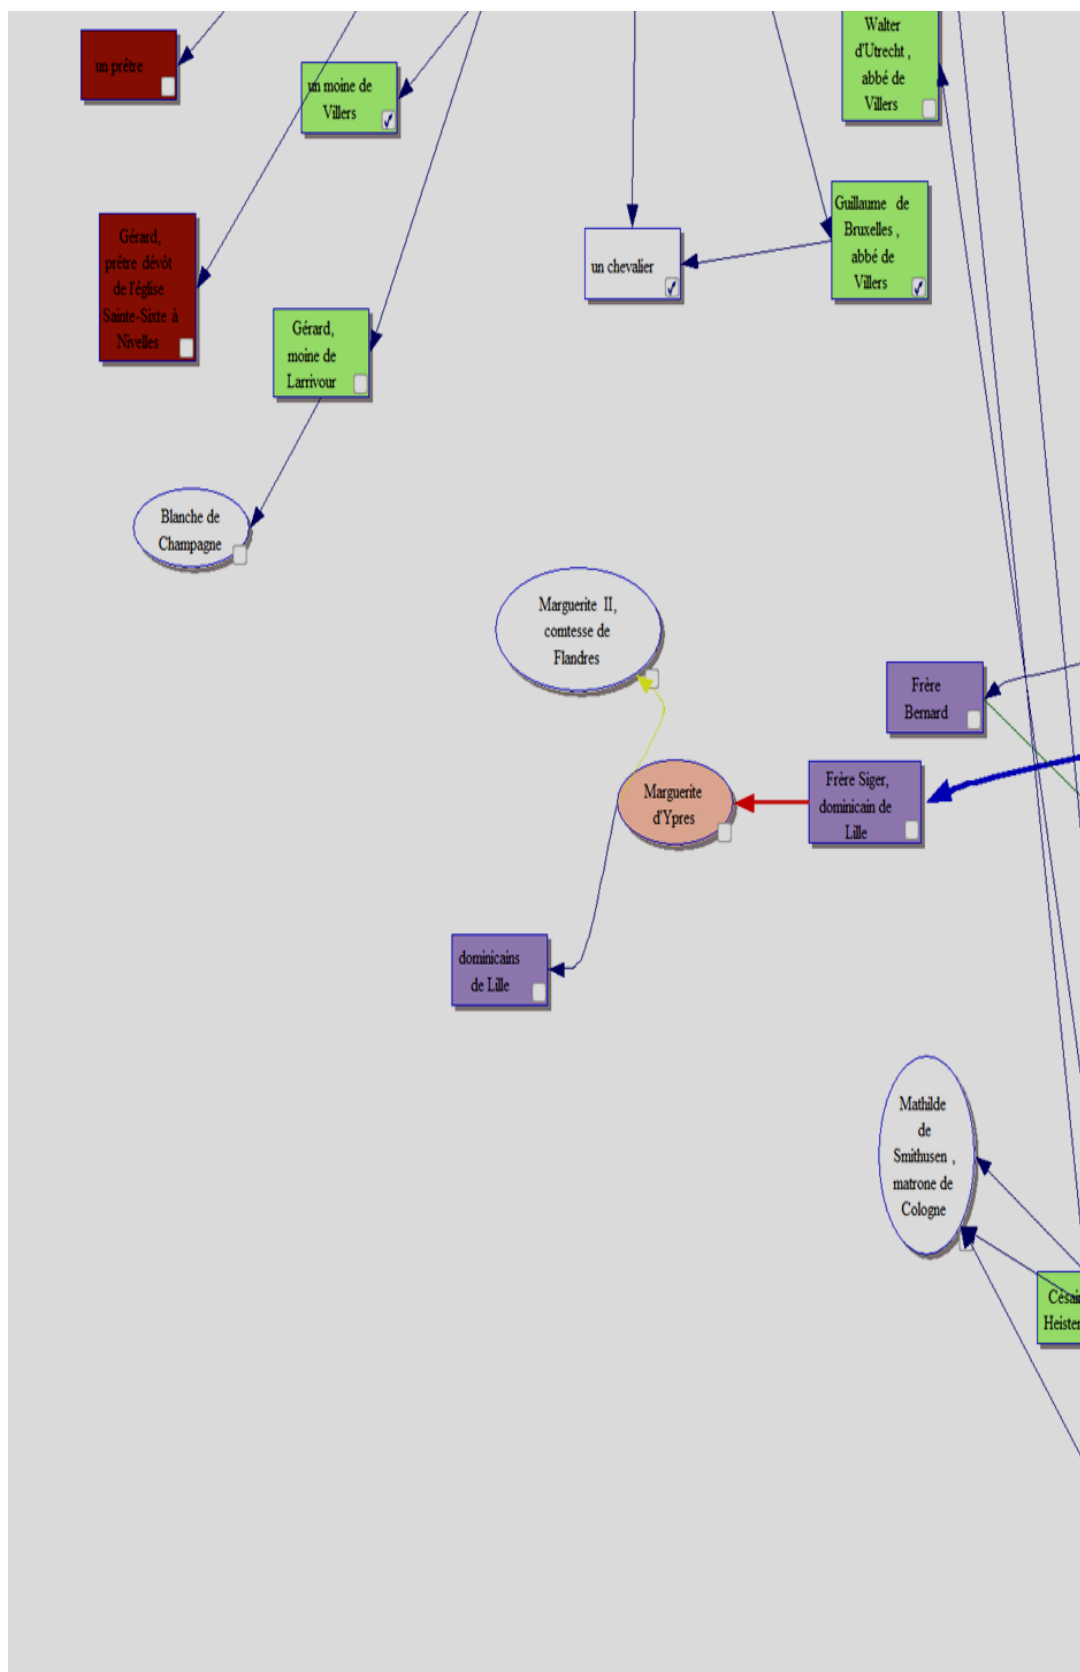 Walter
d'Utrecht ,
abbé de
Villers
un prêtre
un moine de
Villers
Guillaume de
Bruxelles ,
abbé de
Villers
Gérard,
prêtre dévôt
de l'église
Sainte-Sixte à
Nivelles
un chevalier
Gérard,
moine de
Larrivour
Blanche de
Champagne
Marguerite II,
comtesse de
Flandres
Frère
Bernard
Marguerite
d'Ypres
Frère Siger,
dominicain de
Lille
dominicains
de Lille
Mathilde
de
Smithusen ,
matrone de
Cologne
Césai
Heister